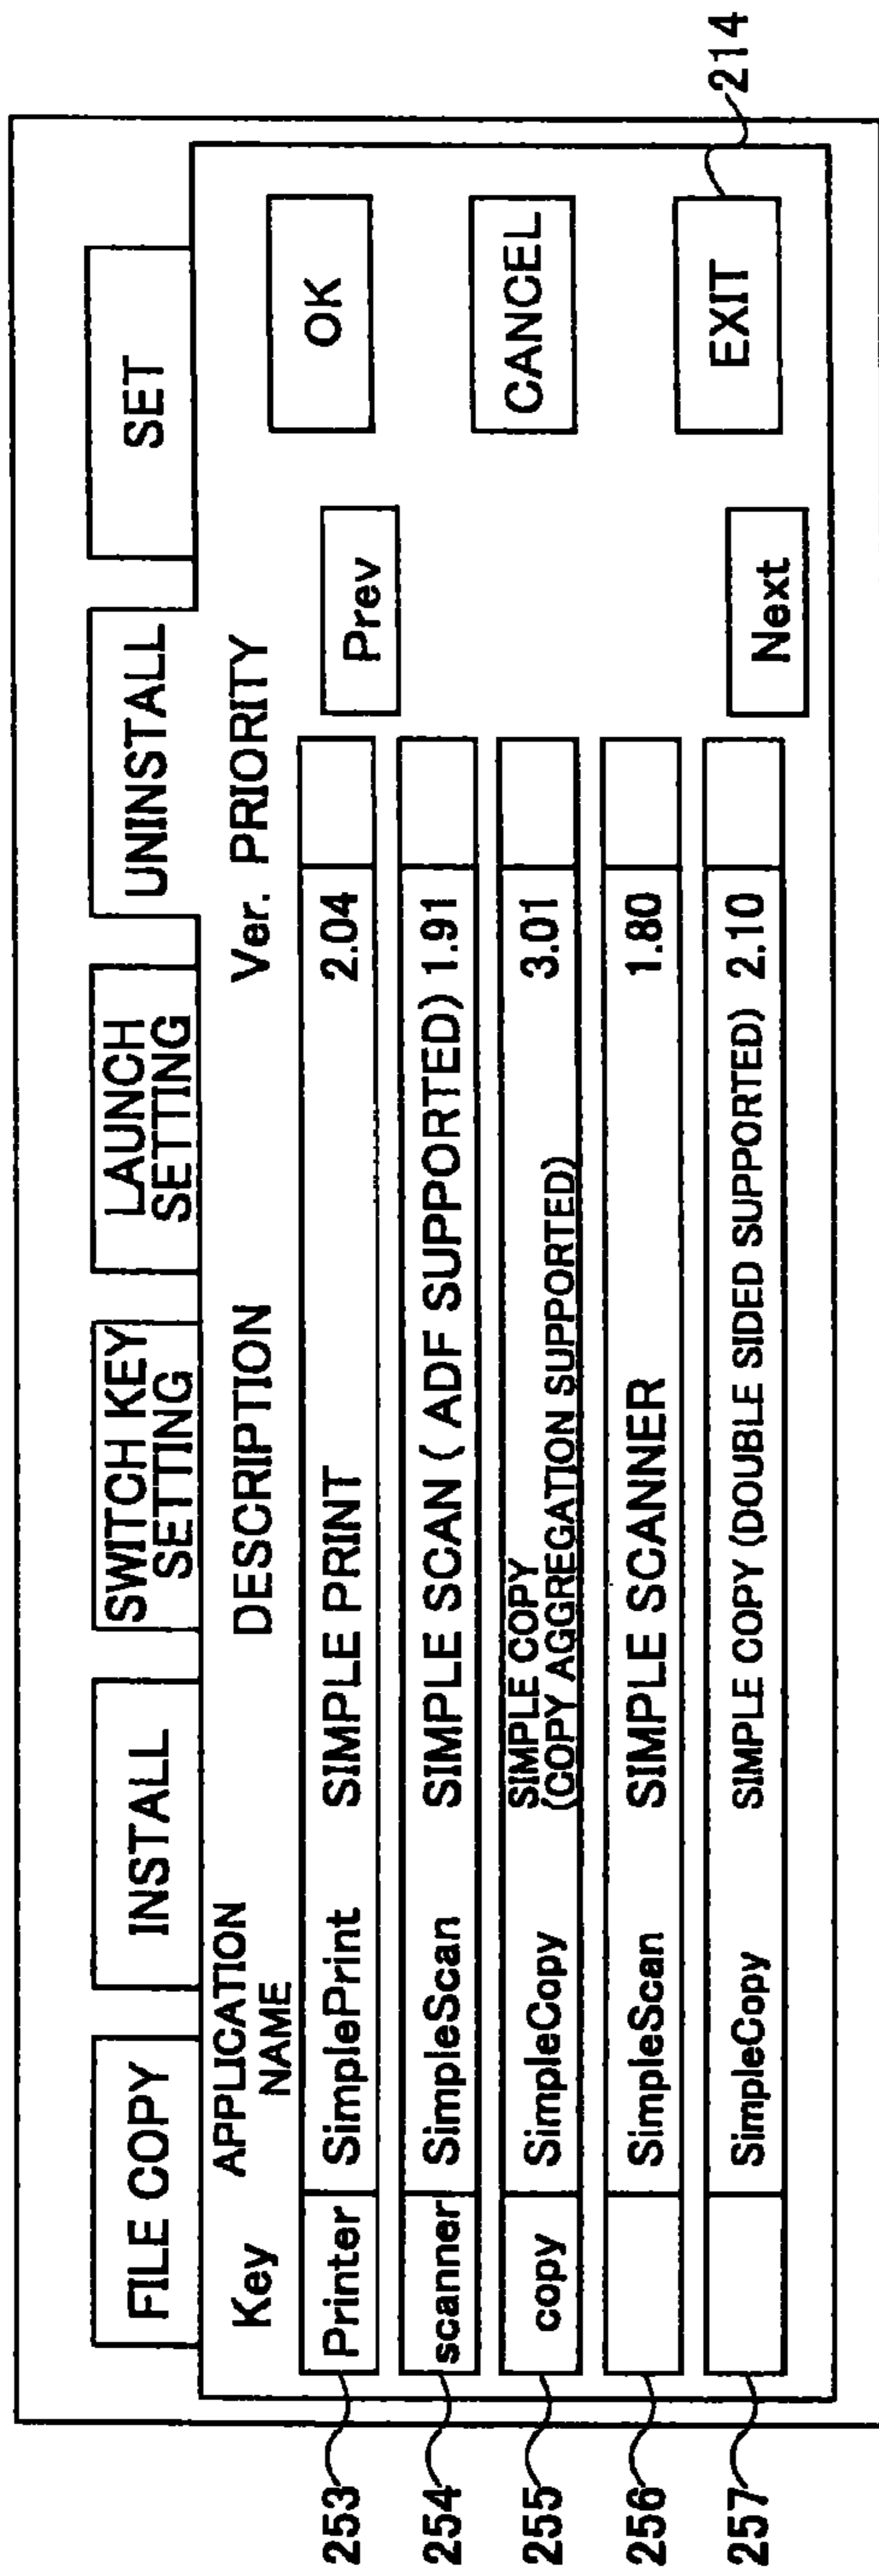 FILE COPY
INSTALL
SWITCH KEY
SETTING
LAUNCH
SETTING
UNINSTALL
SET
Key
APPLICATION
NAME
DESCRIPTION
Ver.
PRIORITY
253
Printer SimplePrint SIMPLE PRINT 2.04
254
scanner SimpleScan SIMPLE SCAN ( ADF SUPPORTED) 1.91
255
copy SimpleCopy
SIMPLE COPY
(COPY AGGREGATION SUPPORTED)
3.01
256
SimpleScan SIMPLE SCANNER 1.80
257
SimpleCopy SIMPLE COPY (DOUBLE SIDED SUPPORTED) 2.10
Prev
Next
OK
CANCEL
EXIT
214